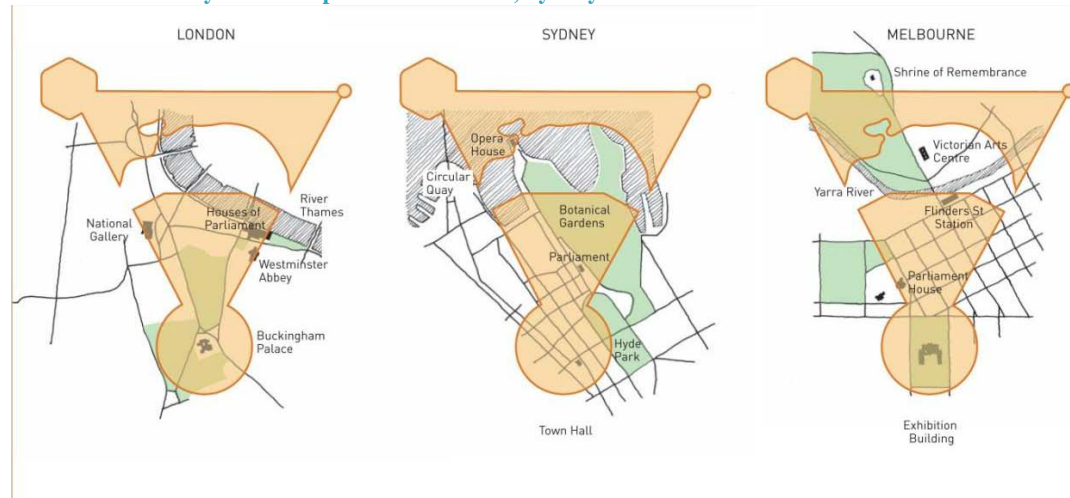 LONDON
National
Gallery
Houses of
Parliament
River
Thames
Westminster
Abbey
Buckingham
Palace
SYDNEY
Opera
House
Circular
Quay
Botanical
Gardens
Parliament
Hyde
Park
Town Hall
MELBOURNE
Shrine of Remembrance
Victorian Arts
Centre
Yarra River
Flinders St
Station
Parliament
House
Exhibition
Building